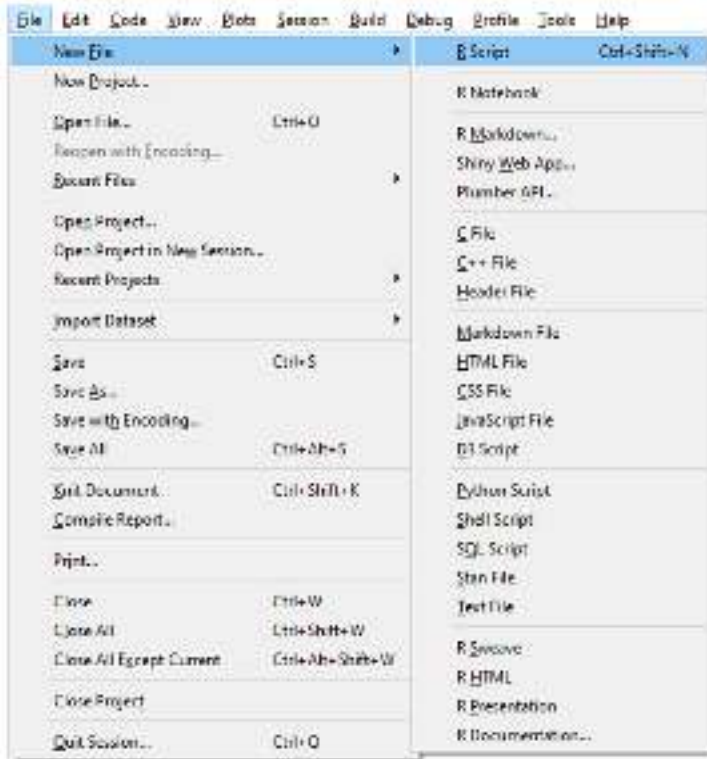 File Edit Code View Plots Session Build Debug Profile Tools Help
New File
New Project...
Open File... Ctrl+O
Reopen with Encoding...
Recent Files
Open Project...
Open Project in New Session...
Recent Projects
Import Dataset
Save Ctrl+S
Save As...
Save with Encoding...
Save All Ctrl+Alt+S
Knit Document Ctrl+Shift+K
Compile Report...
Print...
Close Ctrl+W
Close All Ctrl+Shift+W
Close All Except Current Ctrl+Alt+Shift+W
Close Project
Quit Session... Ctrl+Q
R Script Ctrl+Shift+N
R Notebook
R Markdown...
Shiny Web App...
Plumber API...
C File
C++ File
Header File
Markdown File
HTML File
CSS File
JavaScript File
D3 Script
Python Script
Shell Script
SQL Script
Stan File
Text File
R Sweave
R HTML
R Presentation
R Documentation...